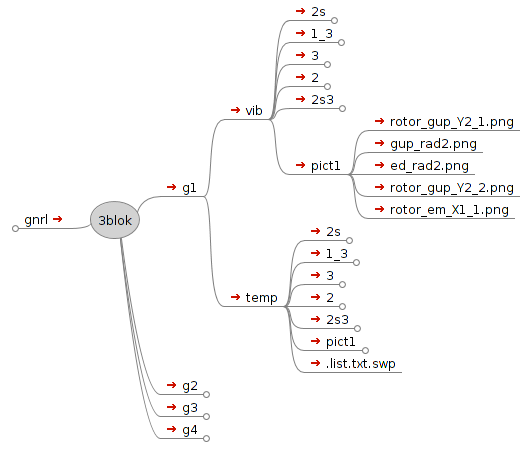 2s
1_3
3
2
2s3
vib
pict1
rotor_gup_Y2_1.png
gup_rad2.png
ed_rad2.png
rotor_gup_Y2_2.png
rotor_em_X1_1.png
g1
gnrl
3blok
temp
2s
1_3
3
2
2s3
pict1
.list.txt.swp
g2
g3
g4